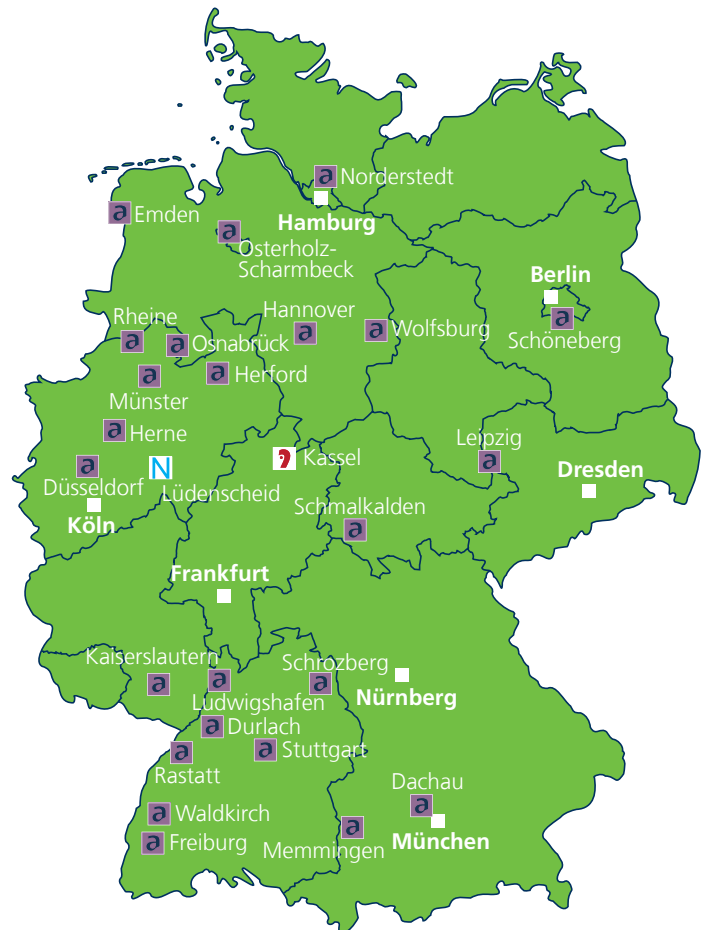 a Norderstedt
Hamburg
a Emden
a
Osterholz-
Scharmbeck
Berlin
a
Schöneberg
Hannover
a
a Wolfsburg
Rheine
a
a Osnabrück
a Herford
a
Münster
a Herne
a
Düsseldorf
N
Lüdenscheid
Köln
Kassel
Leipzig
a
Dresden
Schmalkalden
a
Frankfurt
Kaiserslautern
a
a
Ludwigshafen
Schrozberg
a
Nürnberg
a Durlach
a Stuttgart
a
Rastatt
a Waldkirch
a Freiburg
a
Memmingen
Dachau
a
München